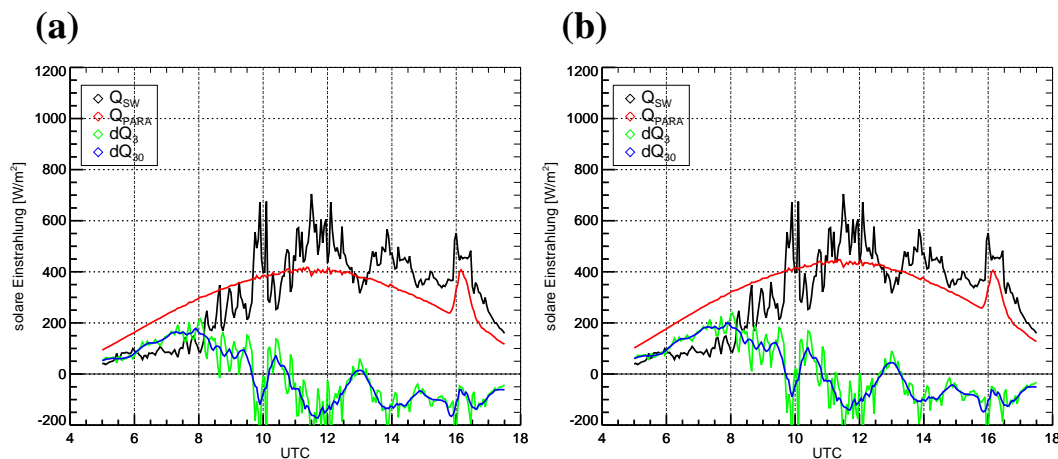 (a)
1200
1000
800
600
400
200
0
-200
solare Einstrahlung [W/m²]
Q_SW
Q_PARA
dQ_3
dQ_30
4 6 8 10 12 14 16 18
UTC
(b)
1200
1000
800
600
400
200
0
-200
solare Einstrahlung [W/m²]
Q_SW
Q_PARA
dQ_3
dQ_30
4 6 8 10 12 14 16 18
UTC